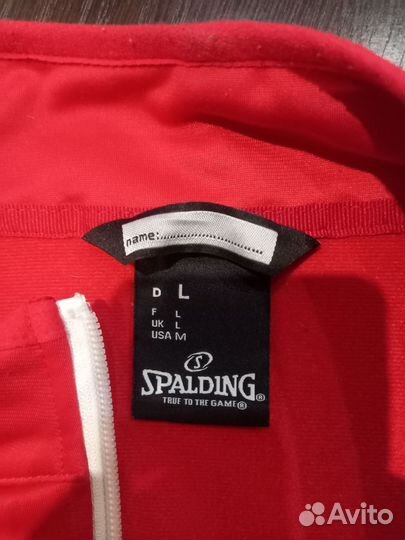 name:....................
D L
F L
UK L
USA M
S
SPALDING®
TRUE TO THE GAME®
Avito